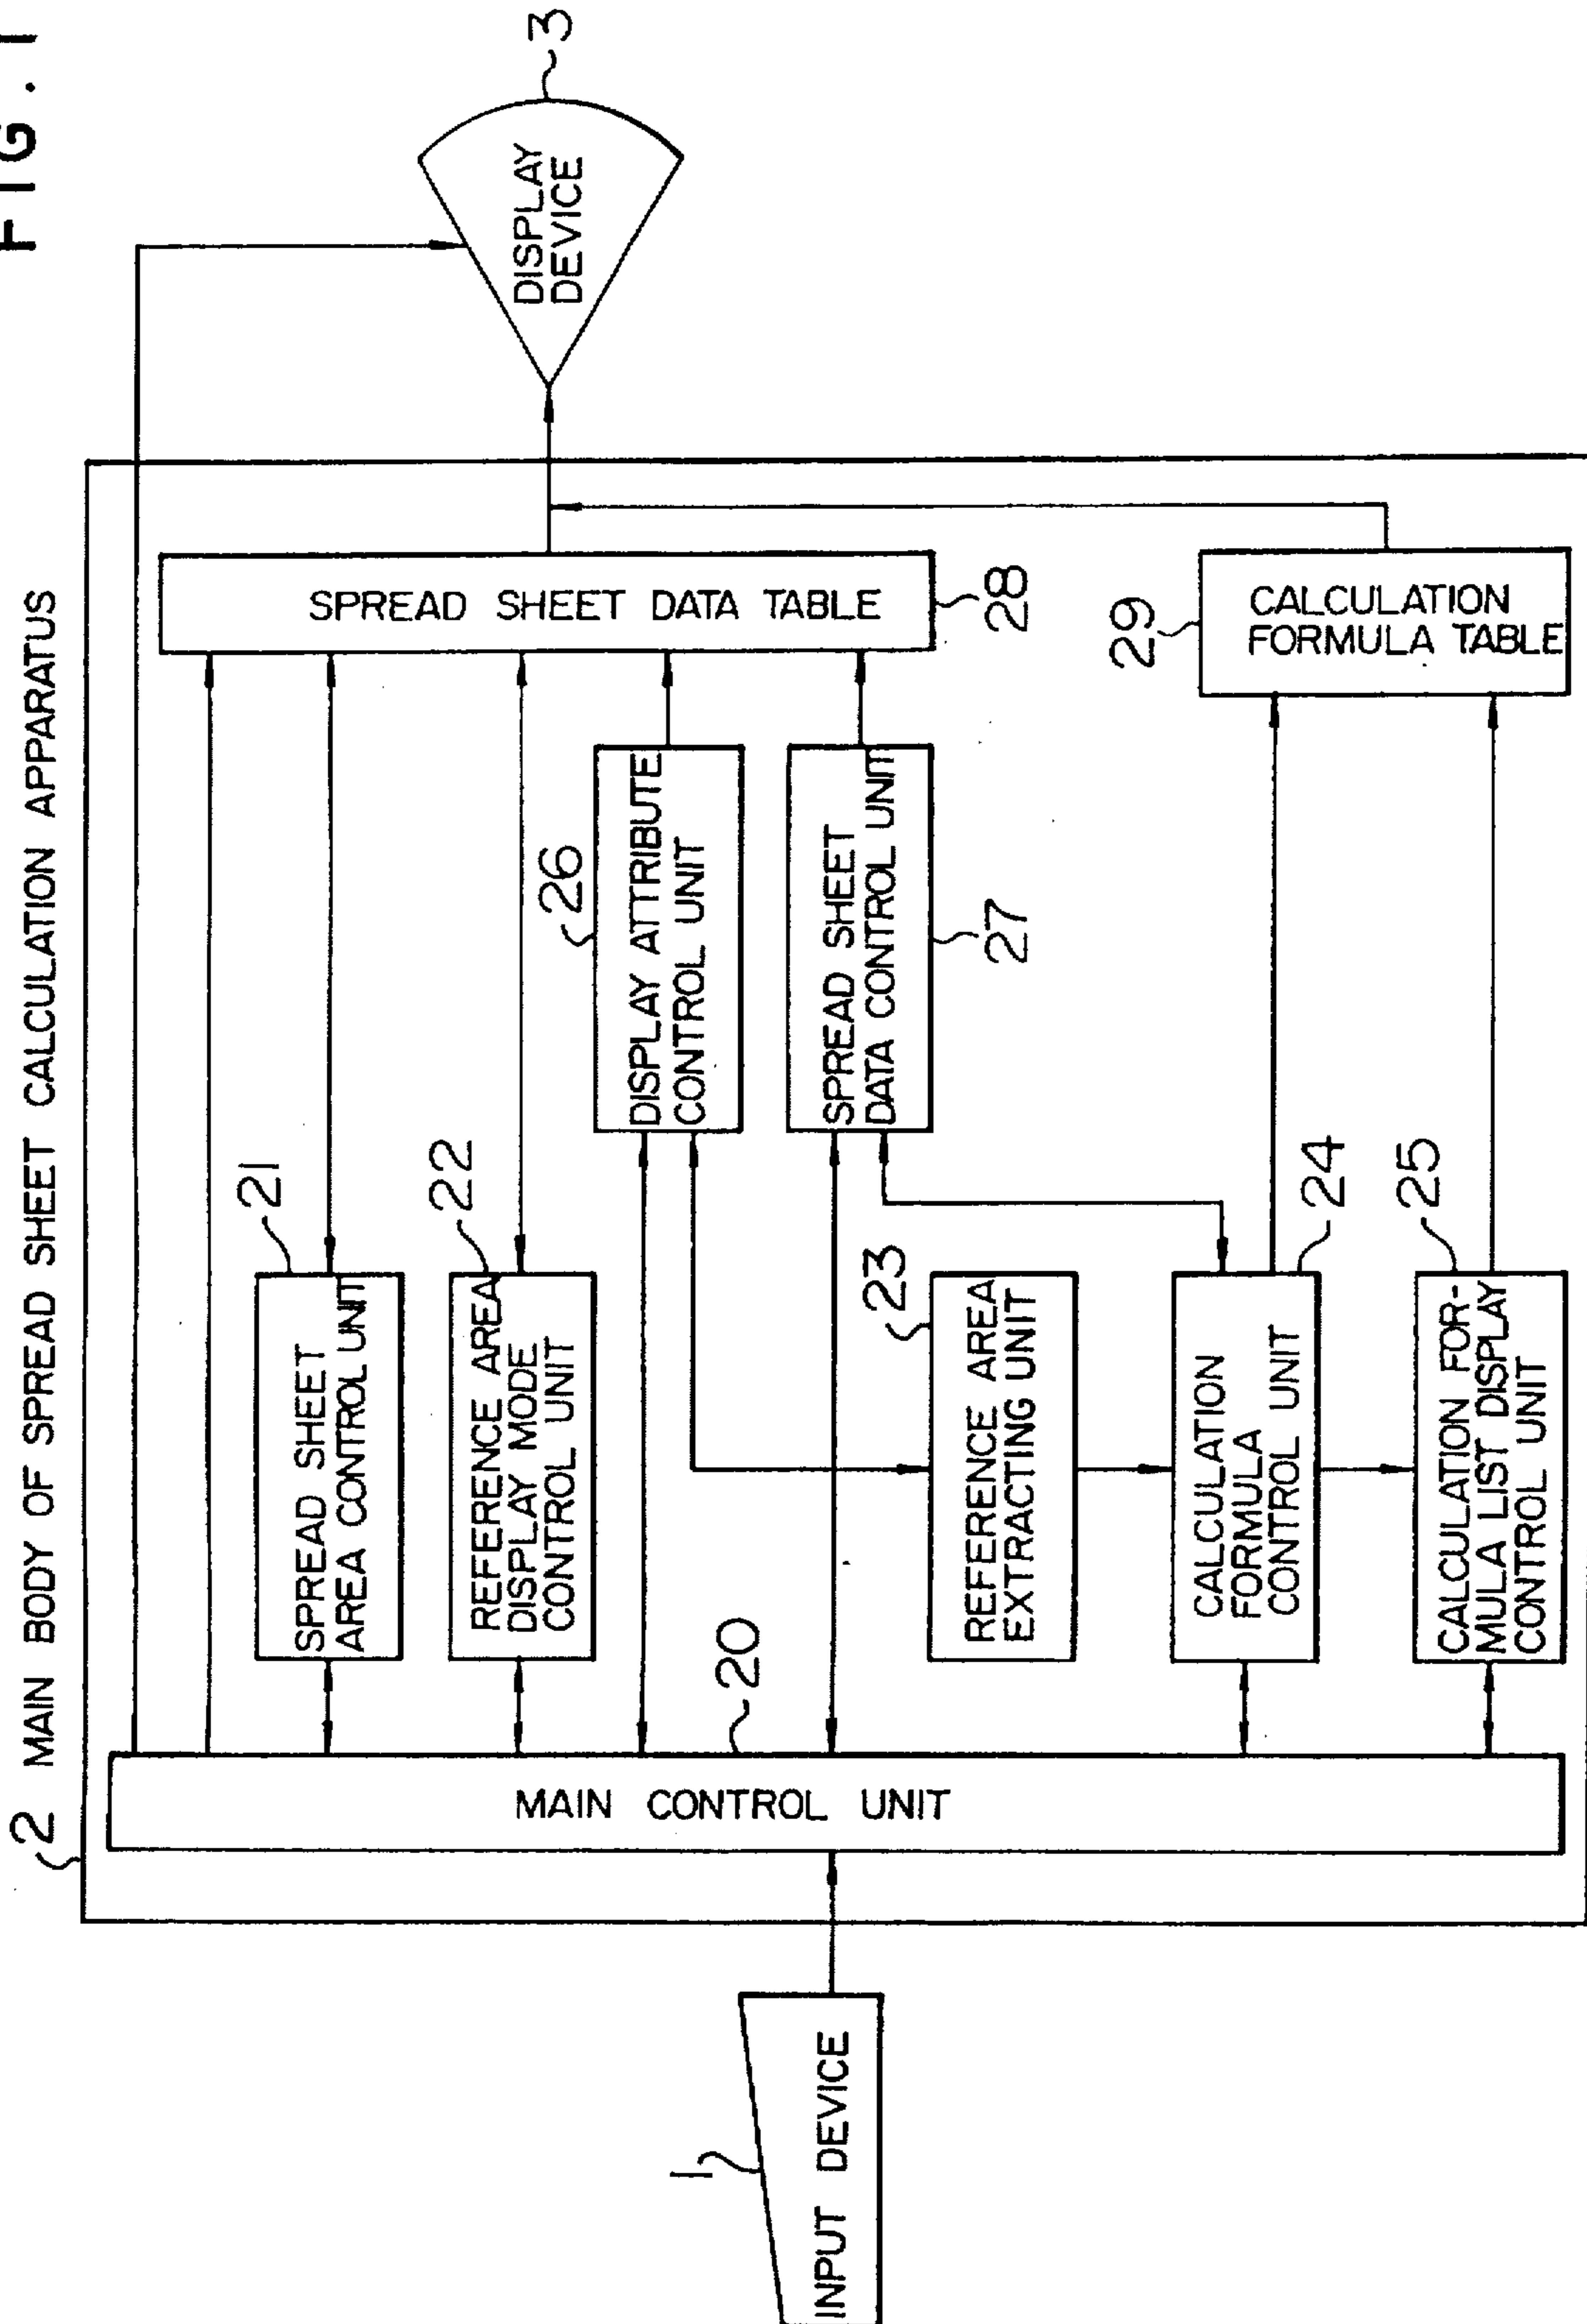 FIG. 1
2 MAIN BODY OF SPREAD SHEET CALCULATION APPARATUS
1
INPUT DEVICE
MAIN CONTROL UNIT
20
21
SPREAD SHEET
AREA CONTROL UNIT
22
REFERENCE AREA
DISPLAY MODE
CONTROL UNIT
23
REFERENCE AREA
EXTRACTING UNIT
CALCULATION
FORMULA
CONTROL UNIT
24
25
CALCULATION FOR-
MULA LIST DISPLAY
CONTROL UNIT
26
DISPLAY ATTRIBUTE
CONTROL UNIT
SPREAD SHEET
DATA CONTROL UNIT
27
SPREAD SHEET DATA TABLE
28
29
CALCULATION
FORMULA TABLE
DISPLAY
DEVICE
3